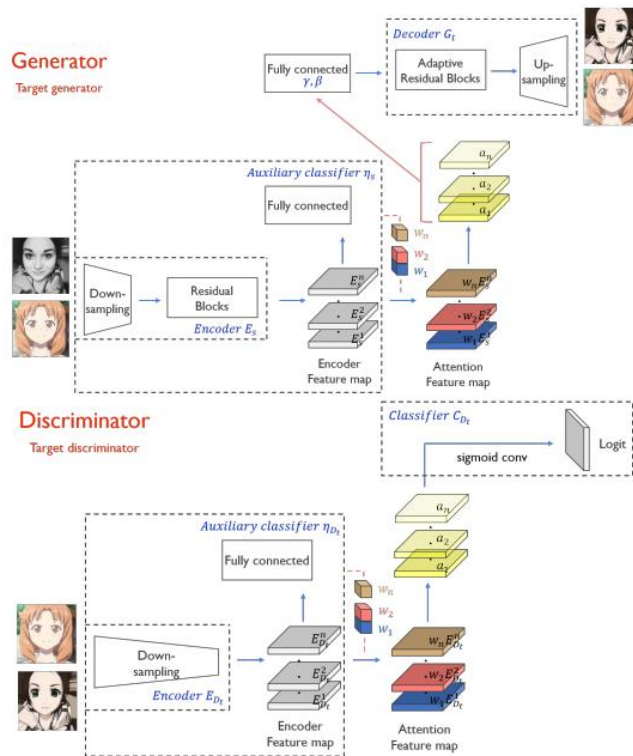 Generator
Target generator
Decoder G_t
Fully connected
γ, β
Adaptive
Residual Blocks
Up-
sampling
a_n
a_2
a_2
Auxiliary classifier η_s
Fully connected
w_n
w_2
w_1
Down-
sampling
Residual
Blocks
Encoder E_s
E_s^n
E_s^2
E_s^1
Encoder
Feature map
w_n E_s^n
w_2 E_s^2
w_1 E_s^1
Attention
Feature map
Discriminator
Target discriminator
Classifier C_{D_t}
sigmoid conv
Logit
a_n
a_2
a_2
Auxiliary classifier η_{D_t}
Fully connected
w_n
w_2
w_1
Down-
sampling
Encoder E_{D_t}
E_{D_t}^n
E_{D_t}^2
E_{D_t}^1
Encoder
Feature map
w_n E_{D_t}^n
w_2 E_{D_t}^2
w_1 E_{D_t}^1
Attention
Feature map